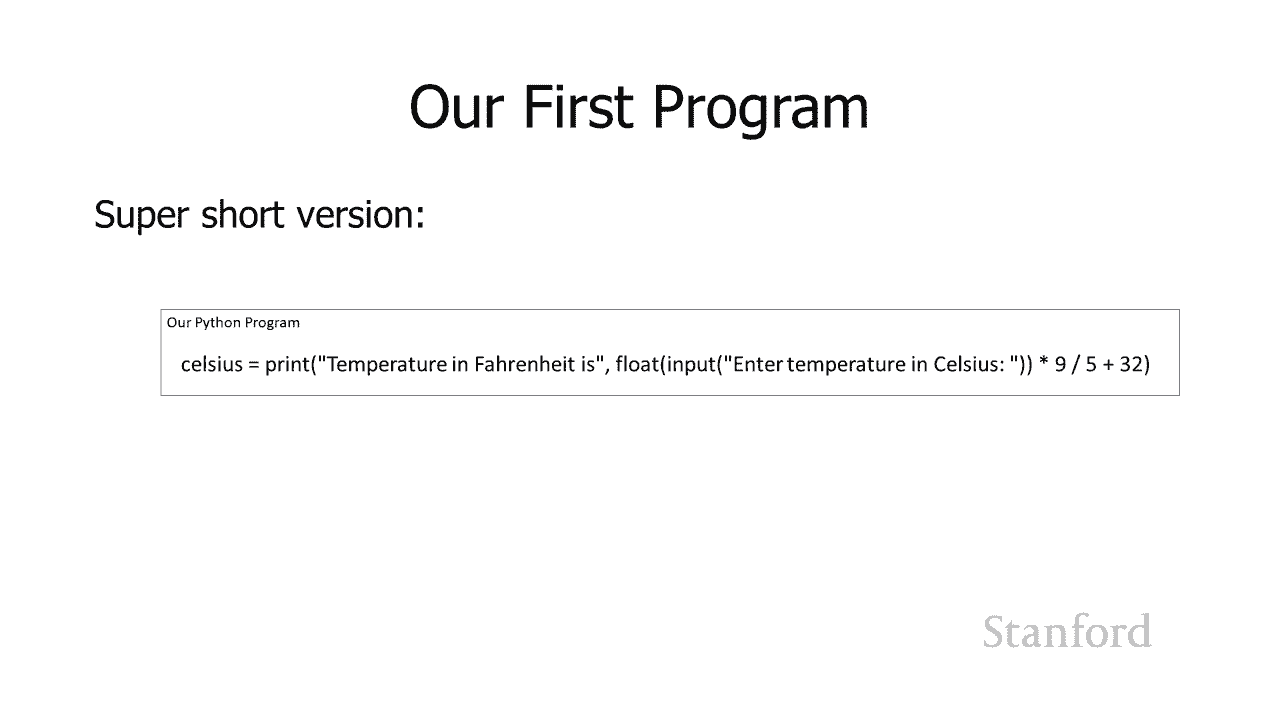 Our First Program
Super short version:
Our Python Program
celsius = print("Temperature in Fahrenheit is", float(input("Enter temperature in Celsius: ")) * 9 / 5 + 32)
Stanford